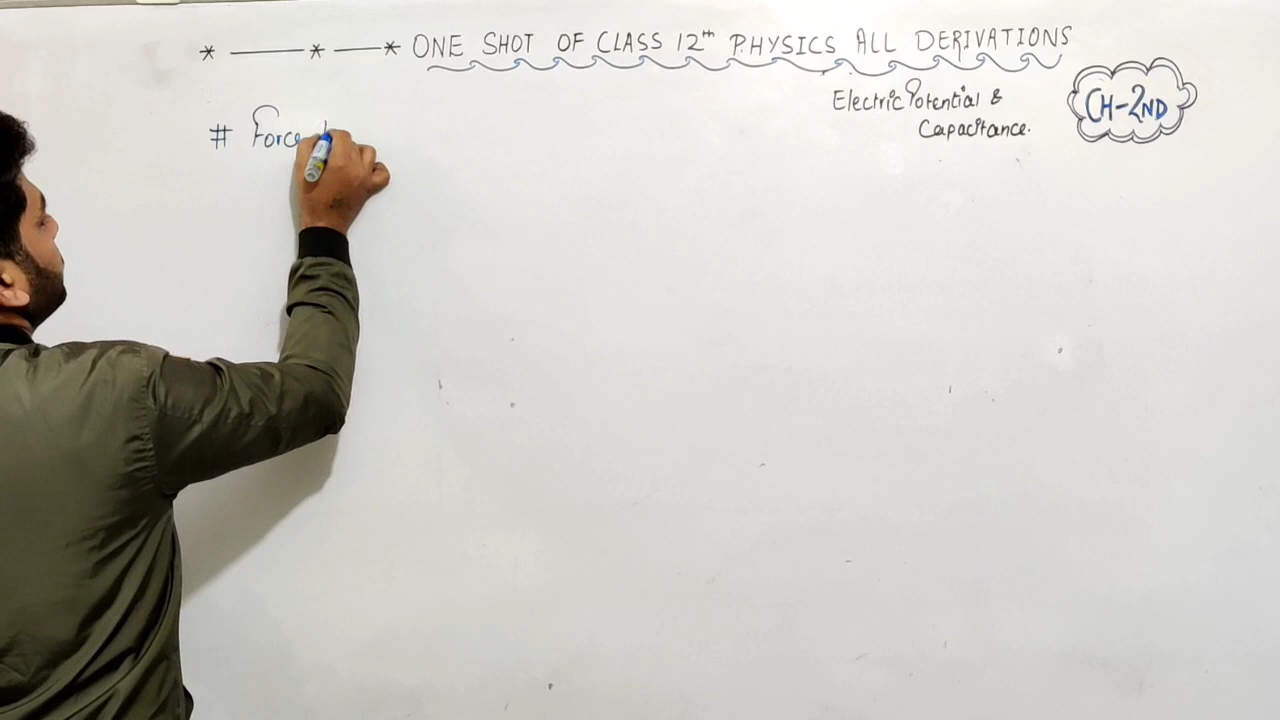 * ——— * —— * ONE SHOT OF CLASS 12th PHYSICS ALL DERIVATIONS
Electric Potential &
Capacitance.
CH-2ND
# Force